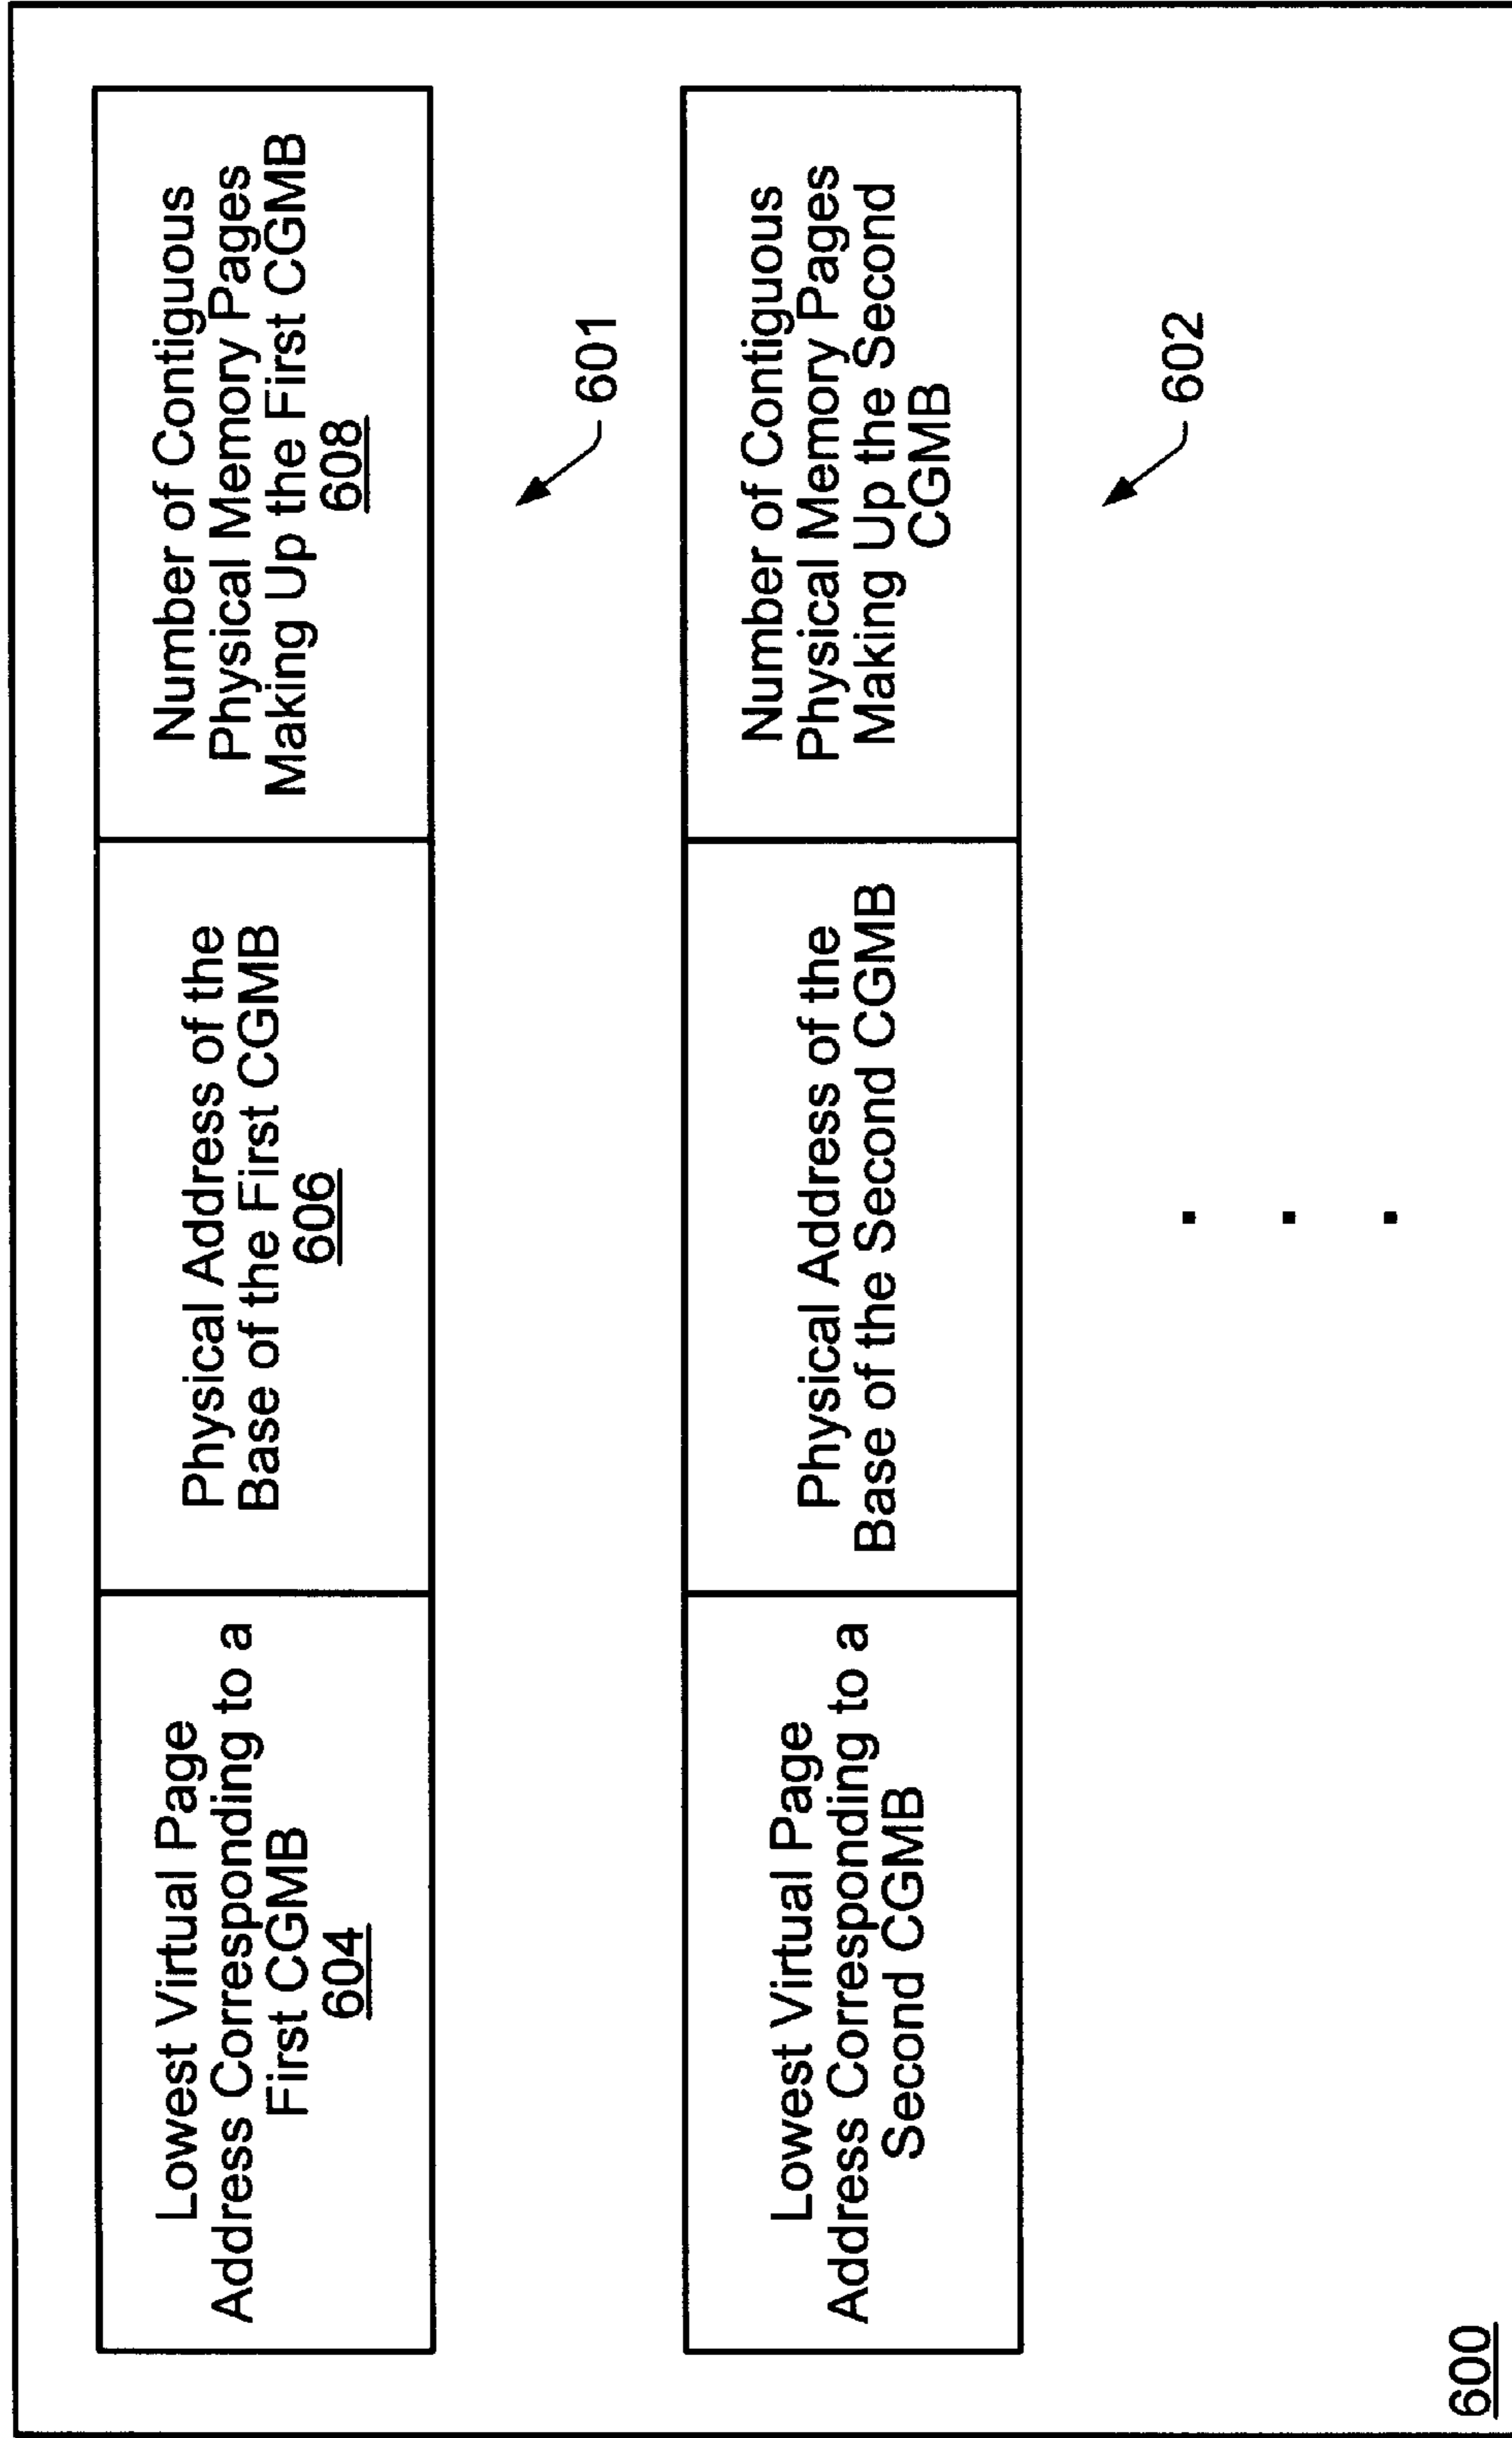 Lowest Virtual Page
Address Corresponding to a
First CGMB
604
Physical Address of the
Base of the First CGMB
606
Number of Contiguous
Physical Memory Pages
Making Up the First CGMB
608
601
Lowest Virtual Page
Address Corresponding to a
Second CGMB
Physical Address of the
Base of the Second CGMB
Number of Contiguous
Physical Memory Pages
Making Up the Second
CGMB
602
600